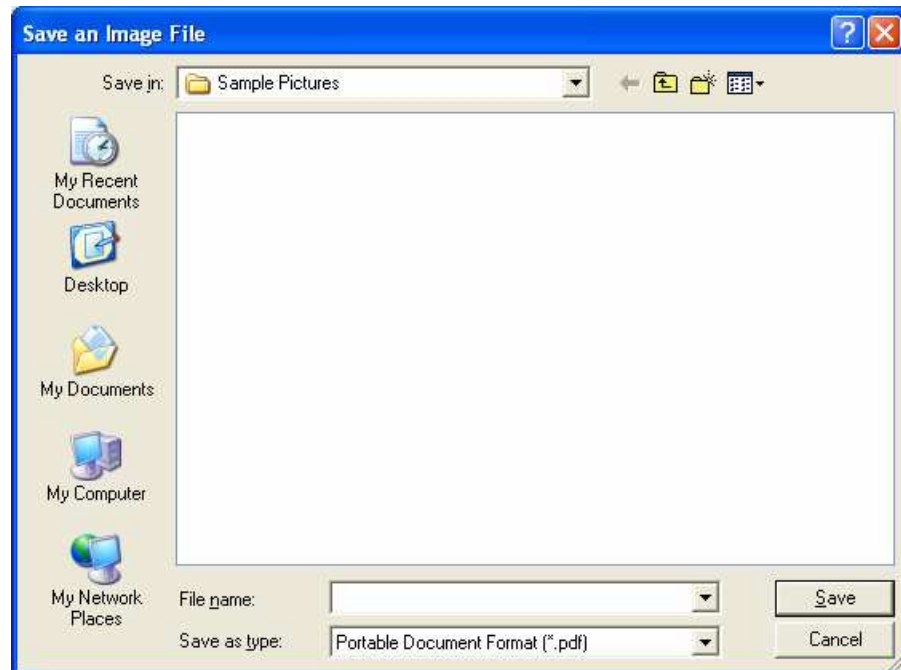 Save an Image File
Save in: Sample Pictures
My Recent
Documents
Desktop
My Documents
My Computer
My Network
Places
File name:
Save
Save as type: Portable Document Format (*.pdf)
Cancel